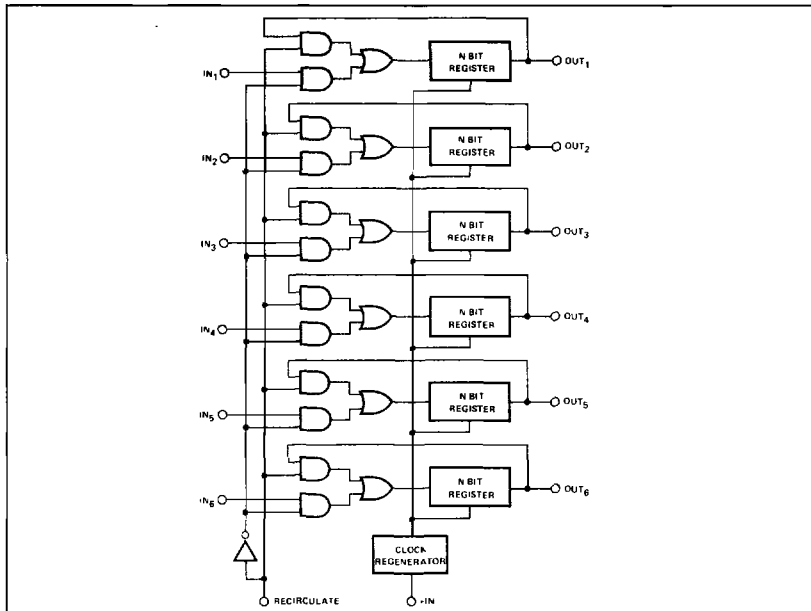 IN1
N BIT
REGISTER
OUT1
IN2
N BIT
REGISTER
OUT2
IN3
N BIT
REGISTER
OUT3
IN4
N BIT
REGISTER
OUT4
IN5
N BIT
REGISTER
OUT5
IN6
N BIT
REGISTER
OUT6
CLOCK
REGENERATOR
RECIRCULATE
IN